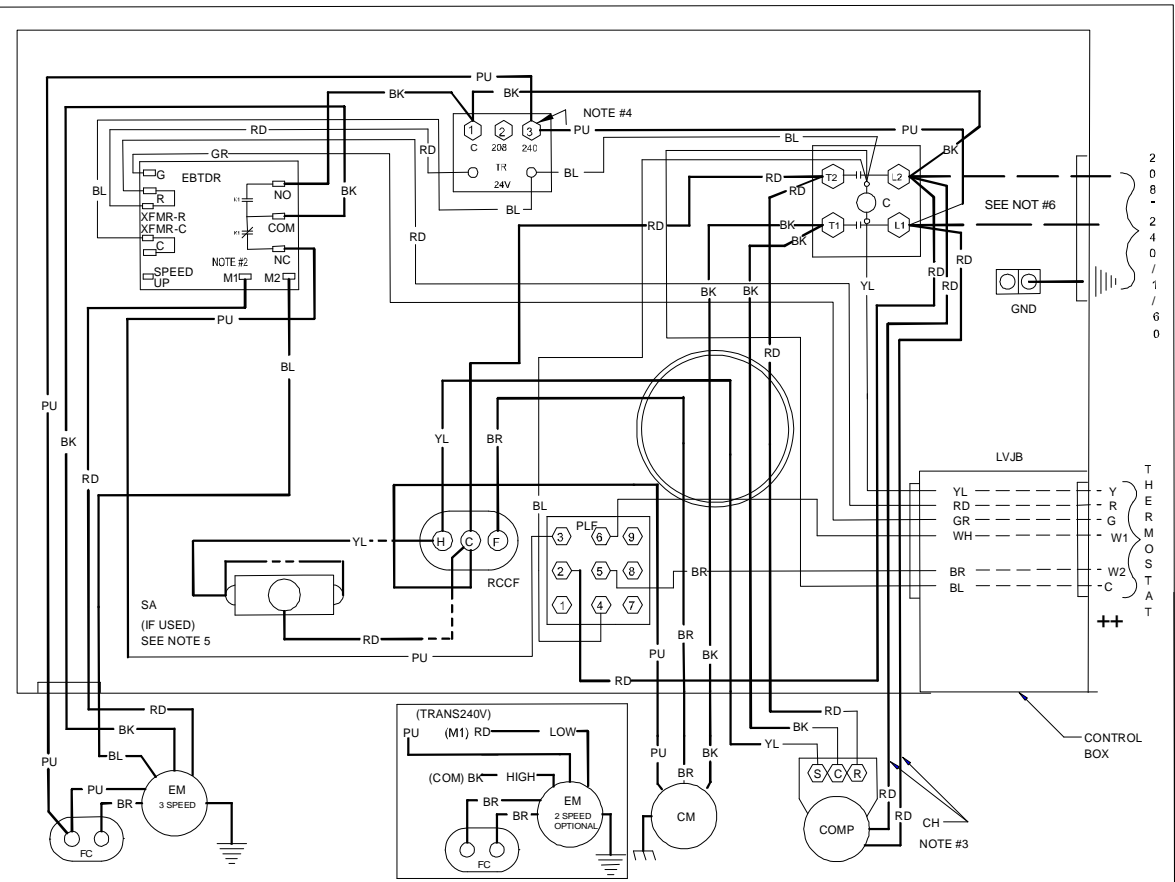 PU
BK
BK
NOTE #4
1
2
3
C
208
240
TR
24V
RD
RD
GR
PU
BL
PU
BK
BL
BL
BL
EBTDR
G
R
XFMR-R
XFMR-C
C
SPEED
UP
NOTE #2
M1
M2
K1
K1
NO
COM
NC
BK
RD
PU
BL
RD
RD
RD
BK
BK
T2
L2
C
T1
L1
SEE NOT #6
208-240/1/60
GND
RD
RD
RD
YL
BK
BK
RD
PU
BK
RD
YL
BR
BL
LVJB
YL
RD
GR
WH
BR
BL
Y
R
G
W1
W2
C
THERMOSTAT
++
YL
H
C
F
RCCF
PLF
3
6
9
2
5
8
1
4
7
BR
SA
(IF USED)
SEE NOTE 5
RD
PU
RD
PU
BR
BK
CONTROL
BOX
PU
RD
BK
BL
PU
BR
EM
3 SPEED
FC
(TRANS240V)
PU
(M1) RD
LOW
(COM) BK
HIGH
BR
BR
EM
2 SPEED
OPTIONAL
FC
PU
BR
BK
CM
YL
BK
RD
S
C
R
COMP
RD
RD
CH
NOTE #3